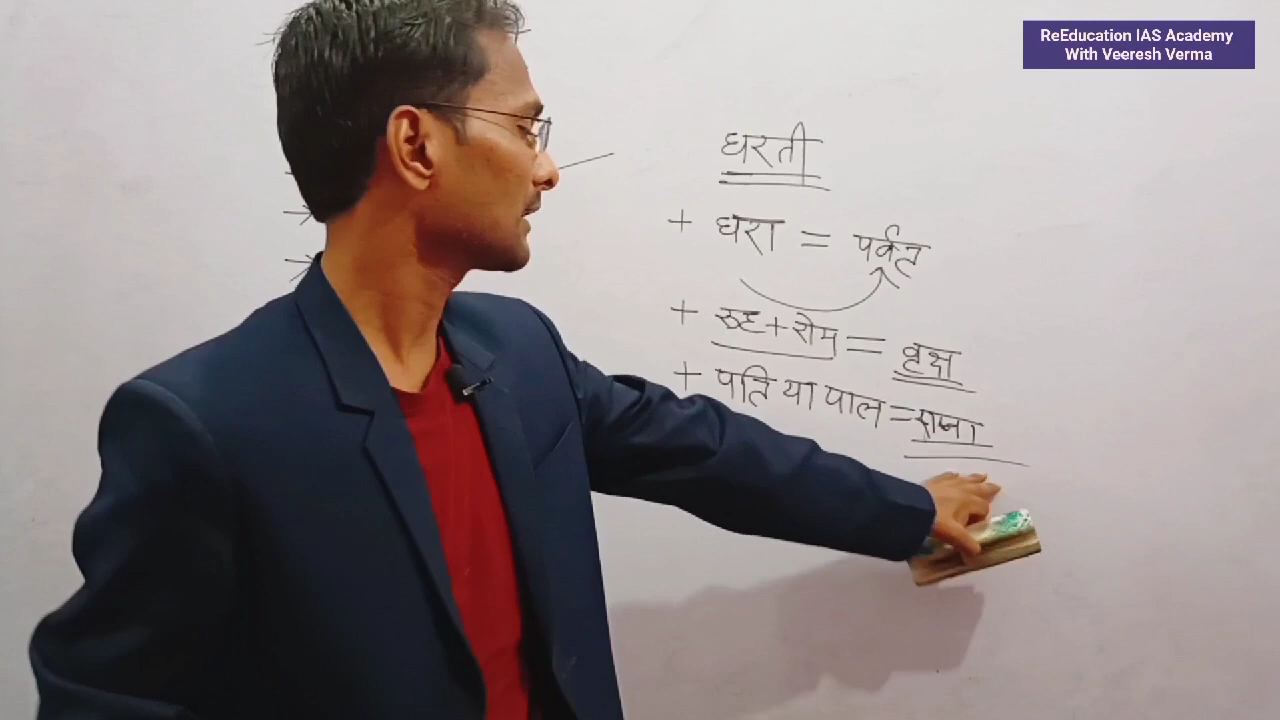 ReEducation IAS Academy
With Veeresh Verma
धरती
+ धरा = पर्वत
+ रूह + रोम = वृक्ष
+ पति या पाल = राजा